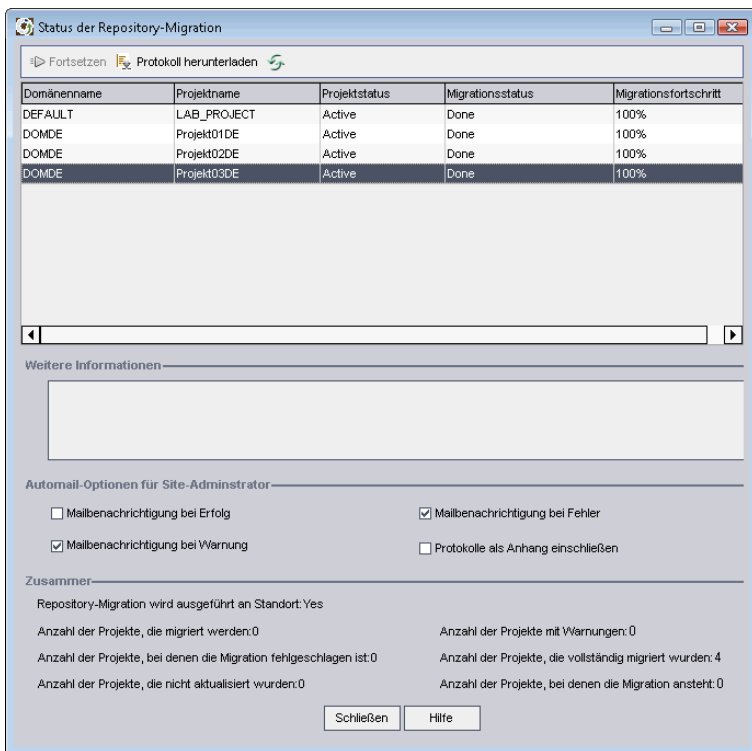 Status der Repository-Migration
Fortsetzen Protokoll herunterladen
Domänenname Projektname Projektstatus Migrationsstatus Migrationsfortschritt
DEFAULT LAB_PROJECT Active Done 100%
DOMDE Projekt01DE Active Done 100%
DOMDE Projekt02DE Active Done 100%
DOMDE Projekt03DE Active Done 100%
Weitere Informationen
Automail-Optionen für Site-Adminstrator
Mailbenachrichtigung bei Erfolg Mailbenachrichtigung bei Fehler
Mailbenachrichtigung bei Warnung Protokolle als Anhang einschließen
Zusammer
Repository-Migration wird ausgeführt an Standort:Yes
Anzahl der Projekte, die migriert werden:0 Anzahl der Projekte mit Warnungen:0
Anzahl der Projekte, bei denen die Migration fehlgeschlagen ist:0 Anzahl der Projekte, die vollständig migriert wurden:4
Anzahl der Projekte, die nicht aktualisiert wurden:0 Anzahl der Projekte, bei denen die Migration ansteht:0
Schließen Hilfe